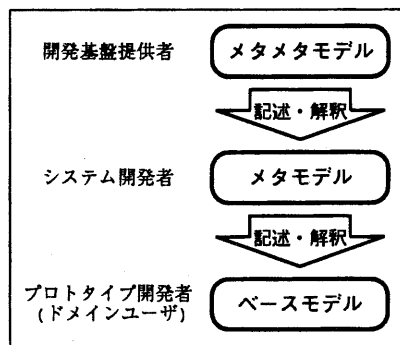 開発基盤提供者 メタメタモデル
記述・解釈
システム開発者 メタモデル
記述・解釈
プロトタイプ開発者
(ドメインユーザ) ベースモデル